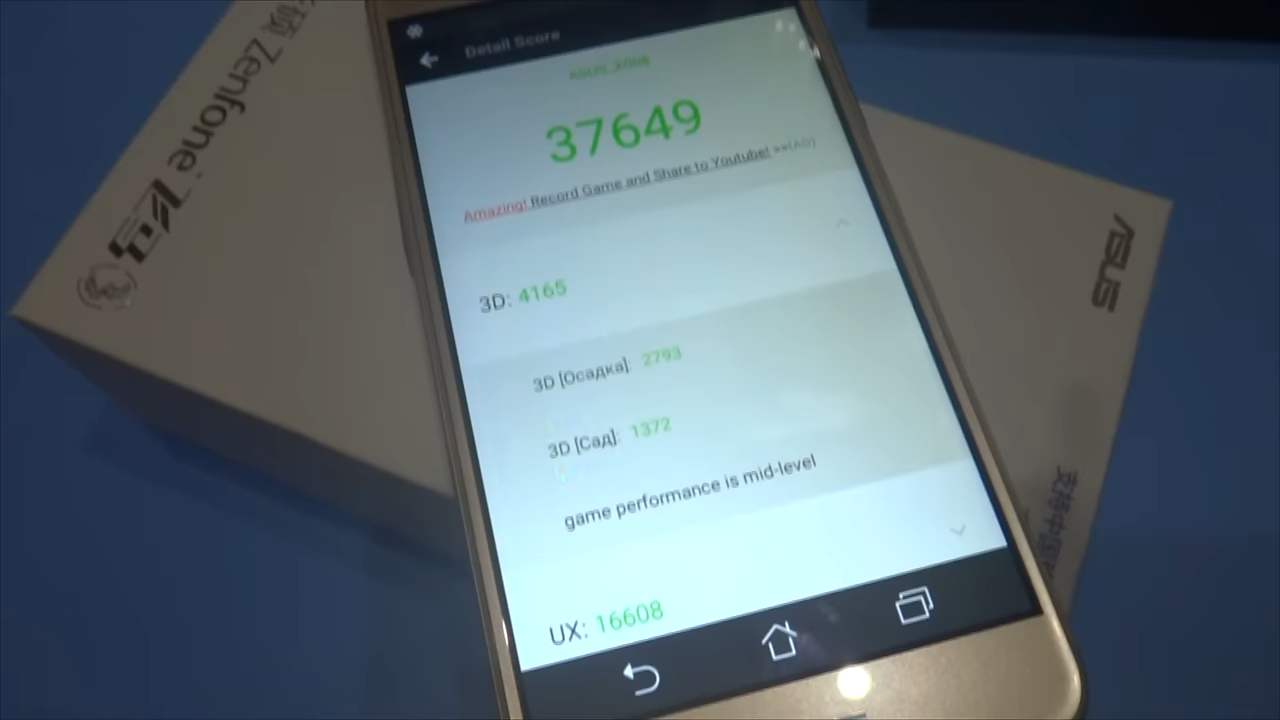 Detail Score
37649
Amazing! Record Game and Share to Youtube! >>(AD)
3D: 4165
3D [Осадка]: 2793
3D [Сад]: 1372
game performance is mid-level
UX: 16608
Zenfone
ASUS